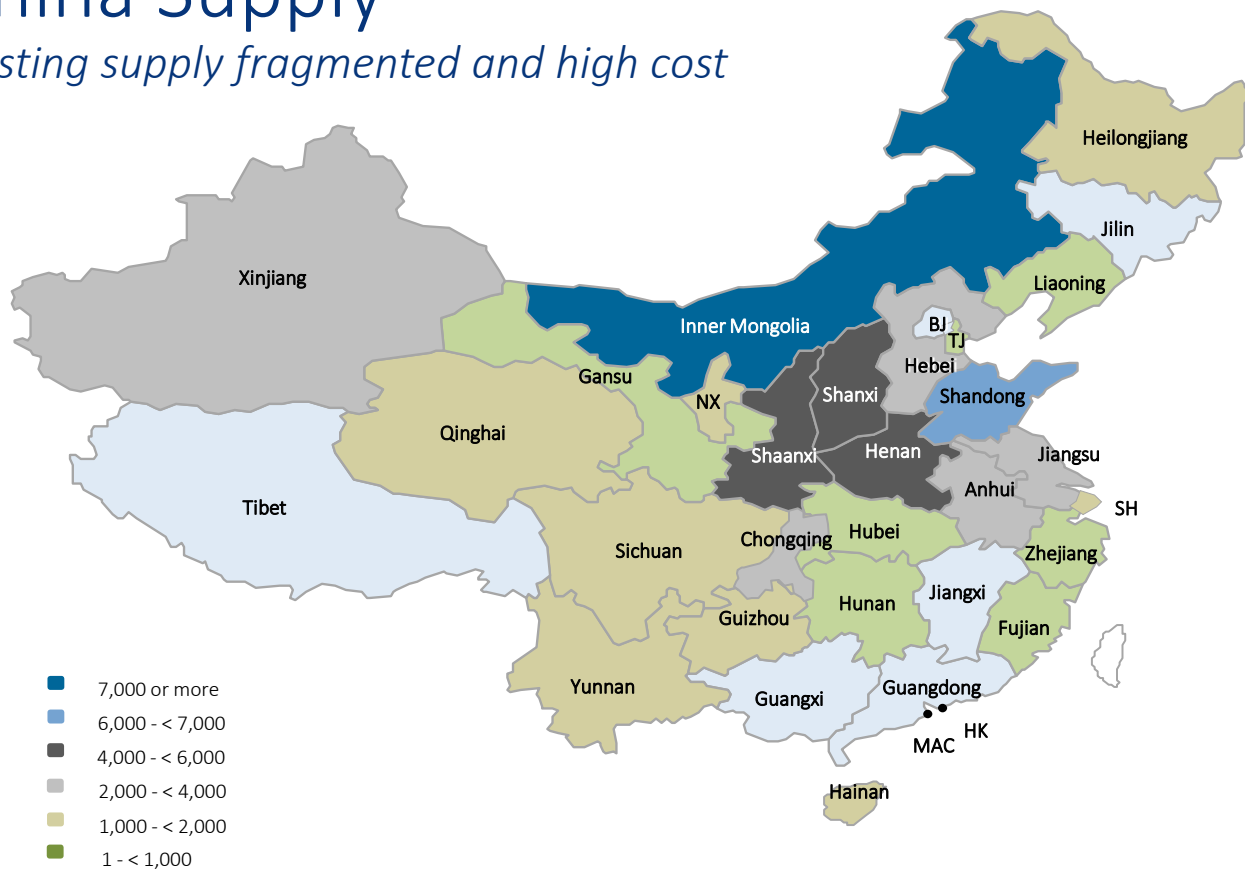 hina Supply
sting supply fragmented and high cost
Heilongjiang
Jilin
Xinjiang
Liaoning
Inner Mongolia
BJ
TJ
Hebei
Gansu
Shanxi
Shandong
NX
Qinghai
Henan
Shaanxi
Jiangsu
Anhui
Tibet
SH
Hubei
Chongqing
Sichuan
Zhejiang
Jiangxi
Hunan
Guizhou
Fujian
Yunnan
Guangdong
Guangxi
HK
MAC
Hainan
7,000 or more
6,000 - < 7,000
4,000 - < 6,000
2,000 - < 4,000
1,000 - < 2,000
1 - < 1,000